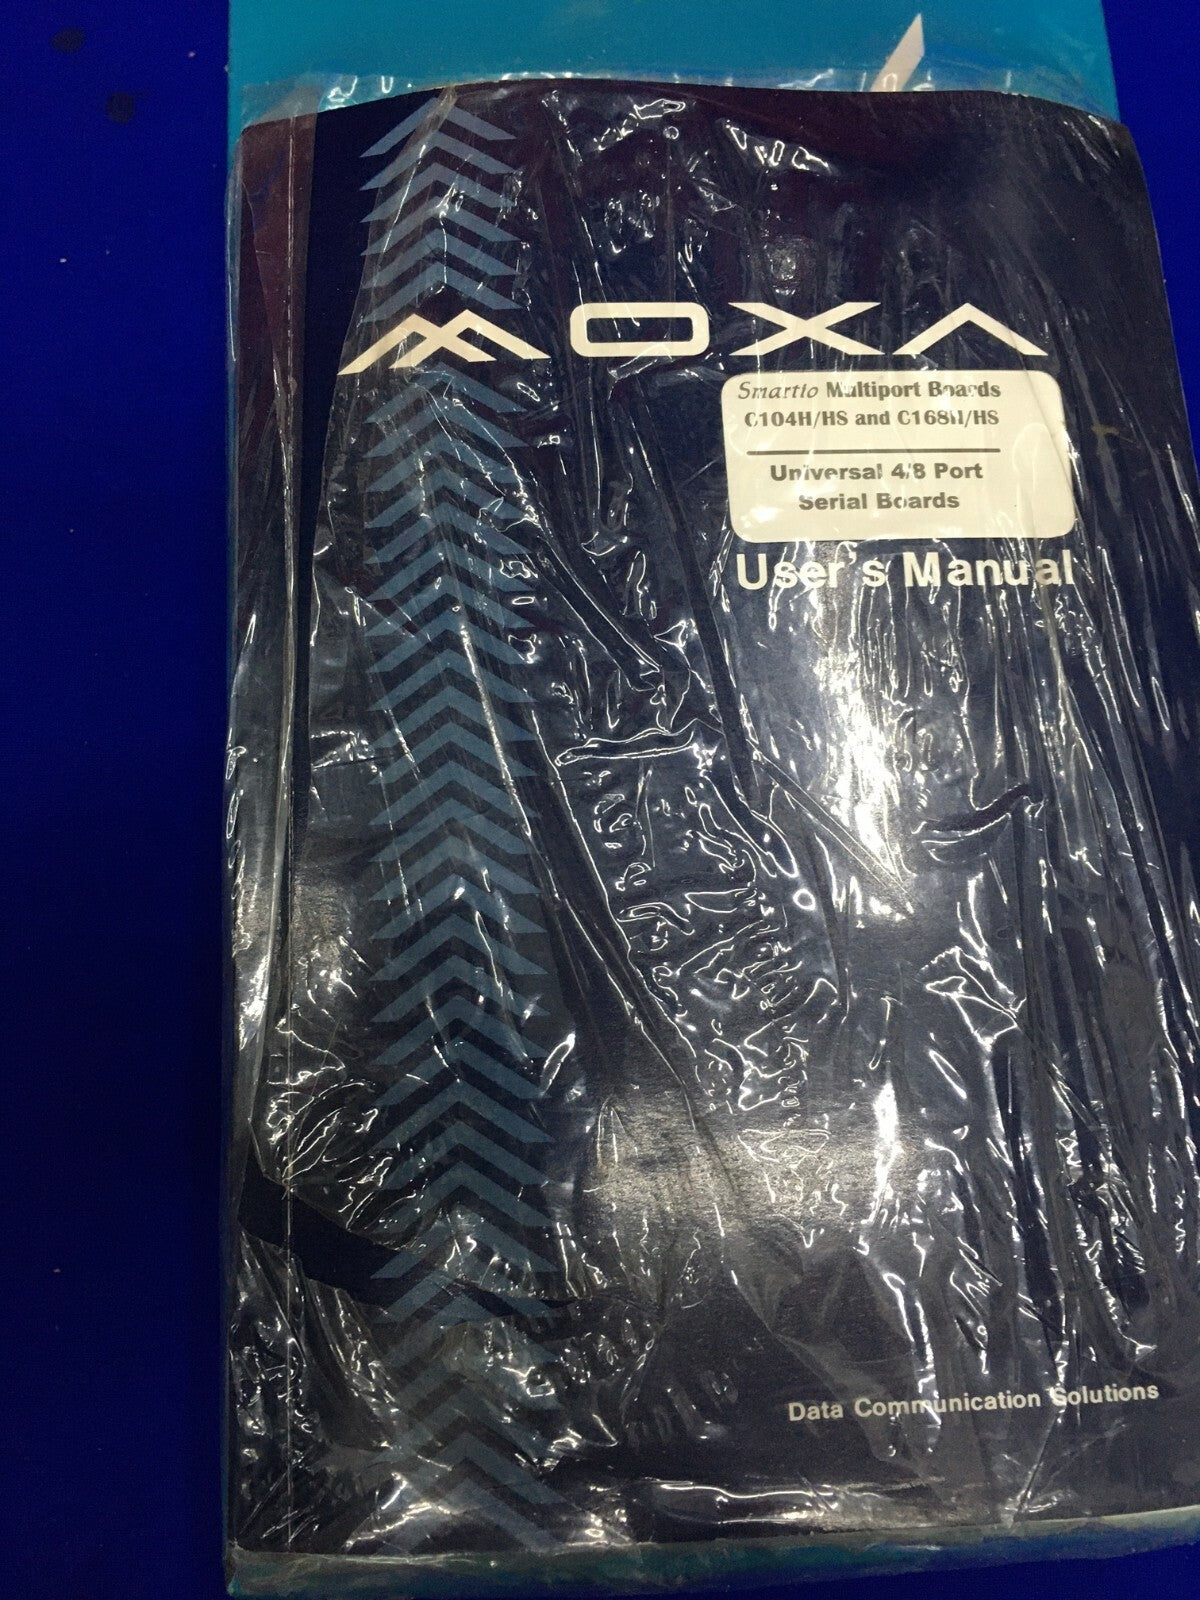 MOXA
Smartio Multiport Boards
C104H/HS and C168H/HS
Universal 4/8 Port
Serial Boards
User's Manual
Data Communication Solutions